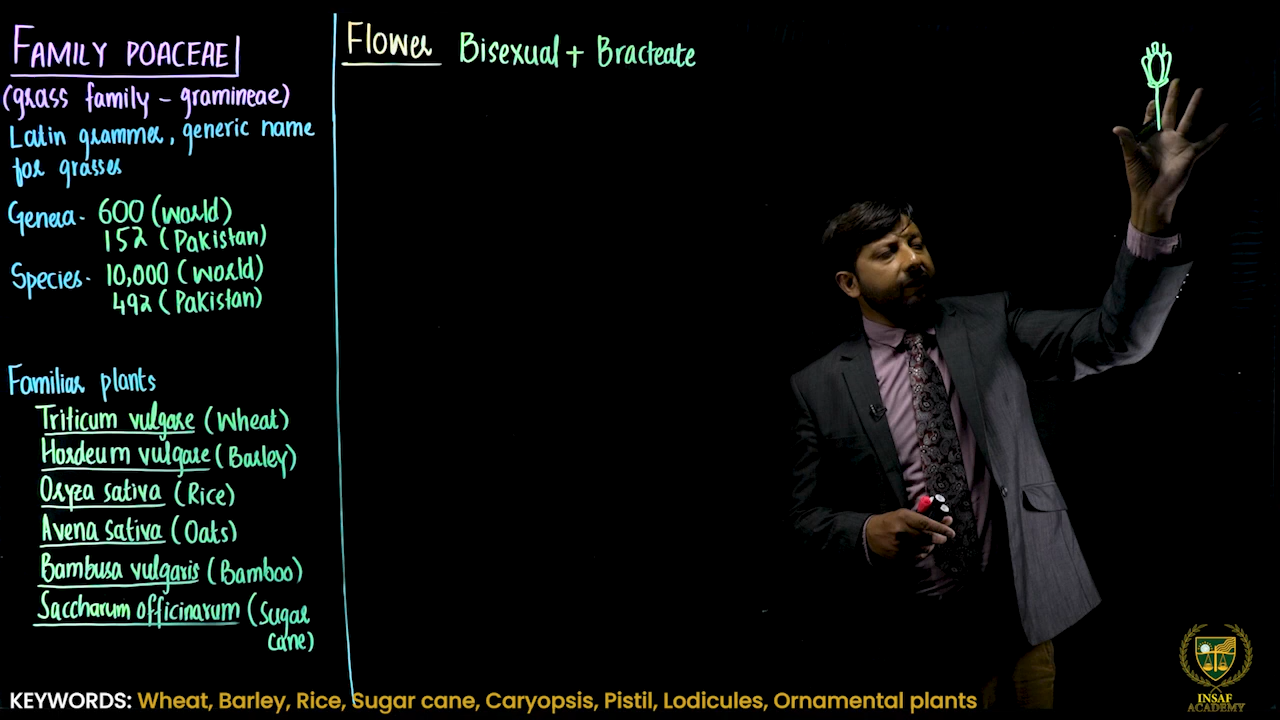 FAMILY POACEAE
(grass family - gramineae)
Latin grammer, generic name
for grasses
Genera - 600 (world)
152 (Pakistan)
Species - 10,000 (world)
492 (Pakistan)
Familiar plants
Triticum vulgare (Wheat)
Hordeum vulgare (Barley)
Oryza sativa (Rice)
Avena sativa (Oats)
Bambusa vulgaris (Bamboo)
Saccharum officinarum (Sugar
cane)
Flower Bisexual + Bracteate
KEYWORDS: Wheat, Barley, Rice, Sugar cane, Caryopsis, Pistil, Lodicules, Ornamental plants
INSAF
ACADEMY